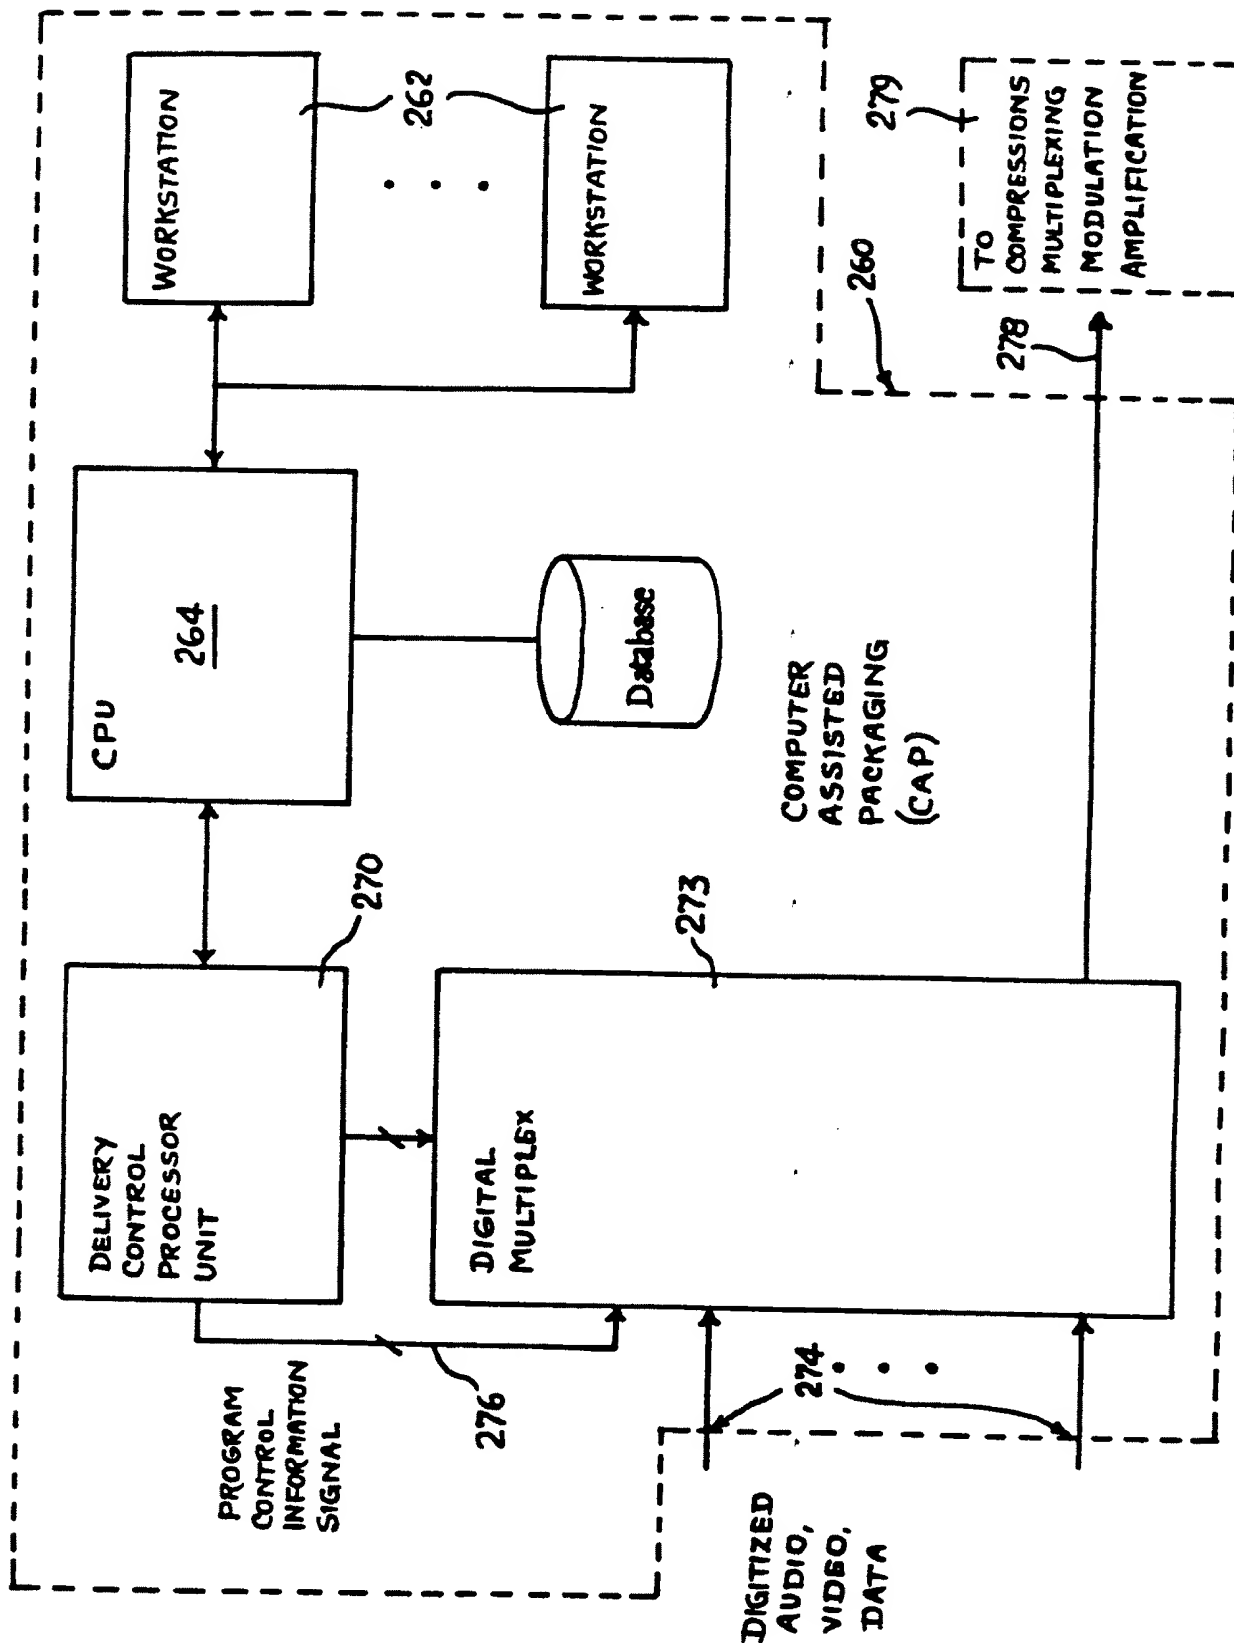 DELIVERY
CONTROL
PROCESSOR
UNIT
270
CPU
264
WORKSTATION
262
WORKSTATION
Database
PROGRAM
CONTROL
INFORMATION
SIGNAL
276
DIGITAL
MULTIPLEX
273
COMPUTER
ASSISTED
PACKAGING
(CAP)
260
DIGITIZED
AUDIO,
VIDEO,
DATA
274
278
279
TO
COMPRESSIONS
MULTIPLEXING
MODULATION
AMPLIFICATION